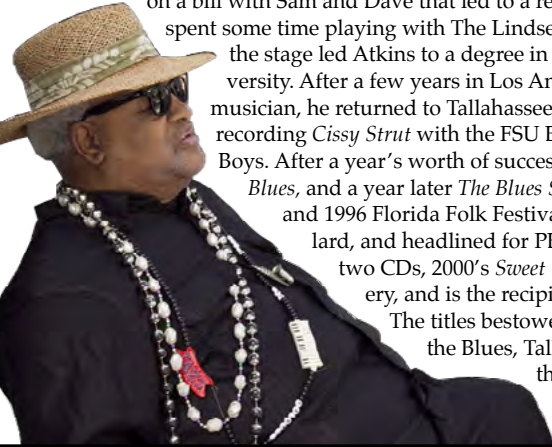 on a bill with Sam and Dave that led to a re
spent some time playing with The Lindse
the stage led Atkins to a degree in
versity. After a few years in Los An
musician, he returned to Tallahassee
recording Cissy Strut with the FSU B
Boys. After a year's worth of succes
Blues, and a year later The Blues S
and 1996 Florida Folk Festiva
lard, and headlined for PB
two CDs, 2000's Sweet
ery, and is the recipi
The titles bestowe
the Blues, Tall
th